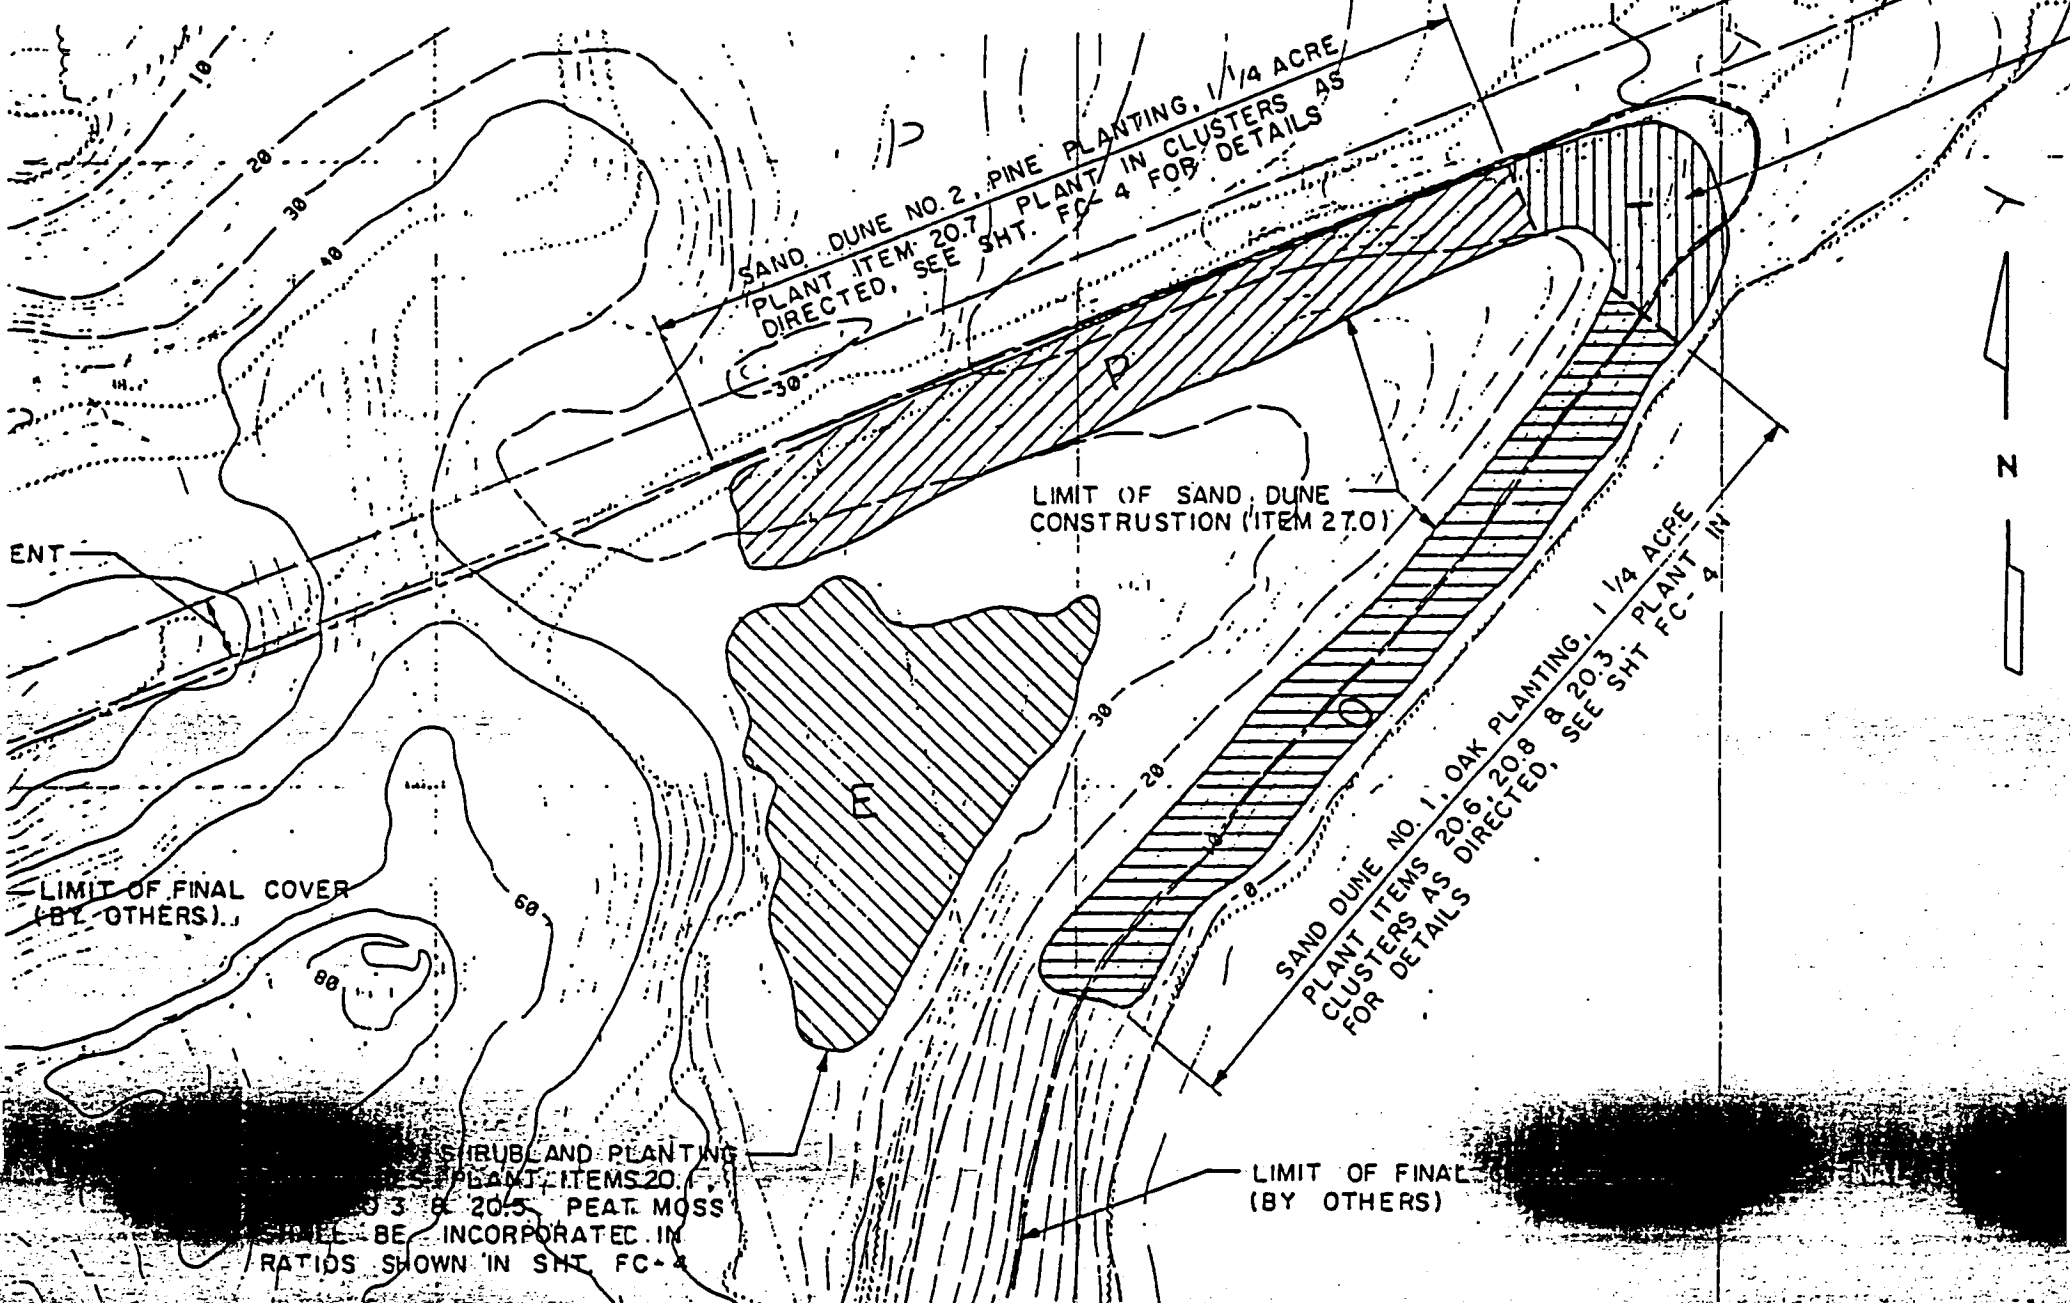 10
20
30
40
SAND DUNE NO. 2, PINE PLANTING, 1 1/4 ACRE
PLANT ITEM 20.7, PLANT IN CLUSTERS AS
DIRECTED, SEE SHT. FC-4 FOR DETAILS
30
P
T
N
LIMIT OF SAND DUNE
CONSTRUSTION (ITEM 27.0)
ENT
E
O
30
20
10
0
SAND DUNE NO. 1, OAK PLANTING, 1 1/4 ACRE
PLANT ITEMS 20.6, 20.8 & 20.3. PLANT IN
CLUSTERS AS DIRECTED, SEE SHT FC-4
FOR DETAILS
LIMIT OF FINAL COVER
(BY OTHERS)
60
80
SHRUBLAND PLANTING
PLANT ITEMS 20.1,
& 20.5 PEAT MOSS
SHALL BE INCORPORATED IN
RATIOS SHOWN IN SHT. FC-4
LIMIT OF FINAL
(BY OTHERS)